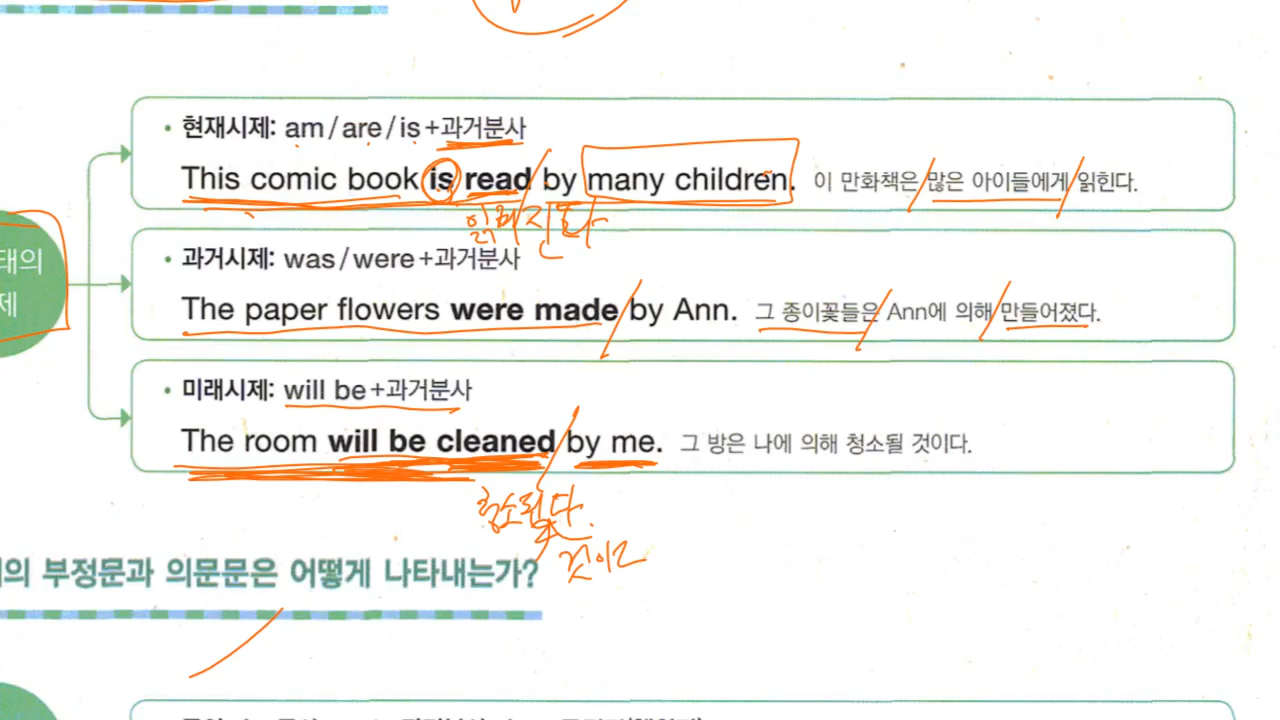 • 현재시제: am/are/is+과거분사
This comic book is read by many children. 이 만화책은 많은 아이들에게 읽힌다.
태의
제
• 과거시제: was/were+과거분사
The paper flowers were made by Ann. 그 종이꽃들은 Ann에 의해 만들어졌다.
• 미래시제: will be+과거분사
The room will be cleaned by me. 그 방은 나에 의해 청소될 것이다.
청소된다.
것이
의 부정문과 의문문은 어떻게 나타내는가?